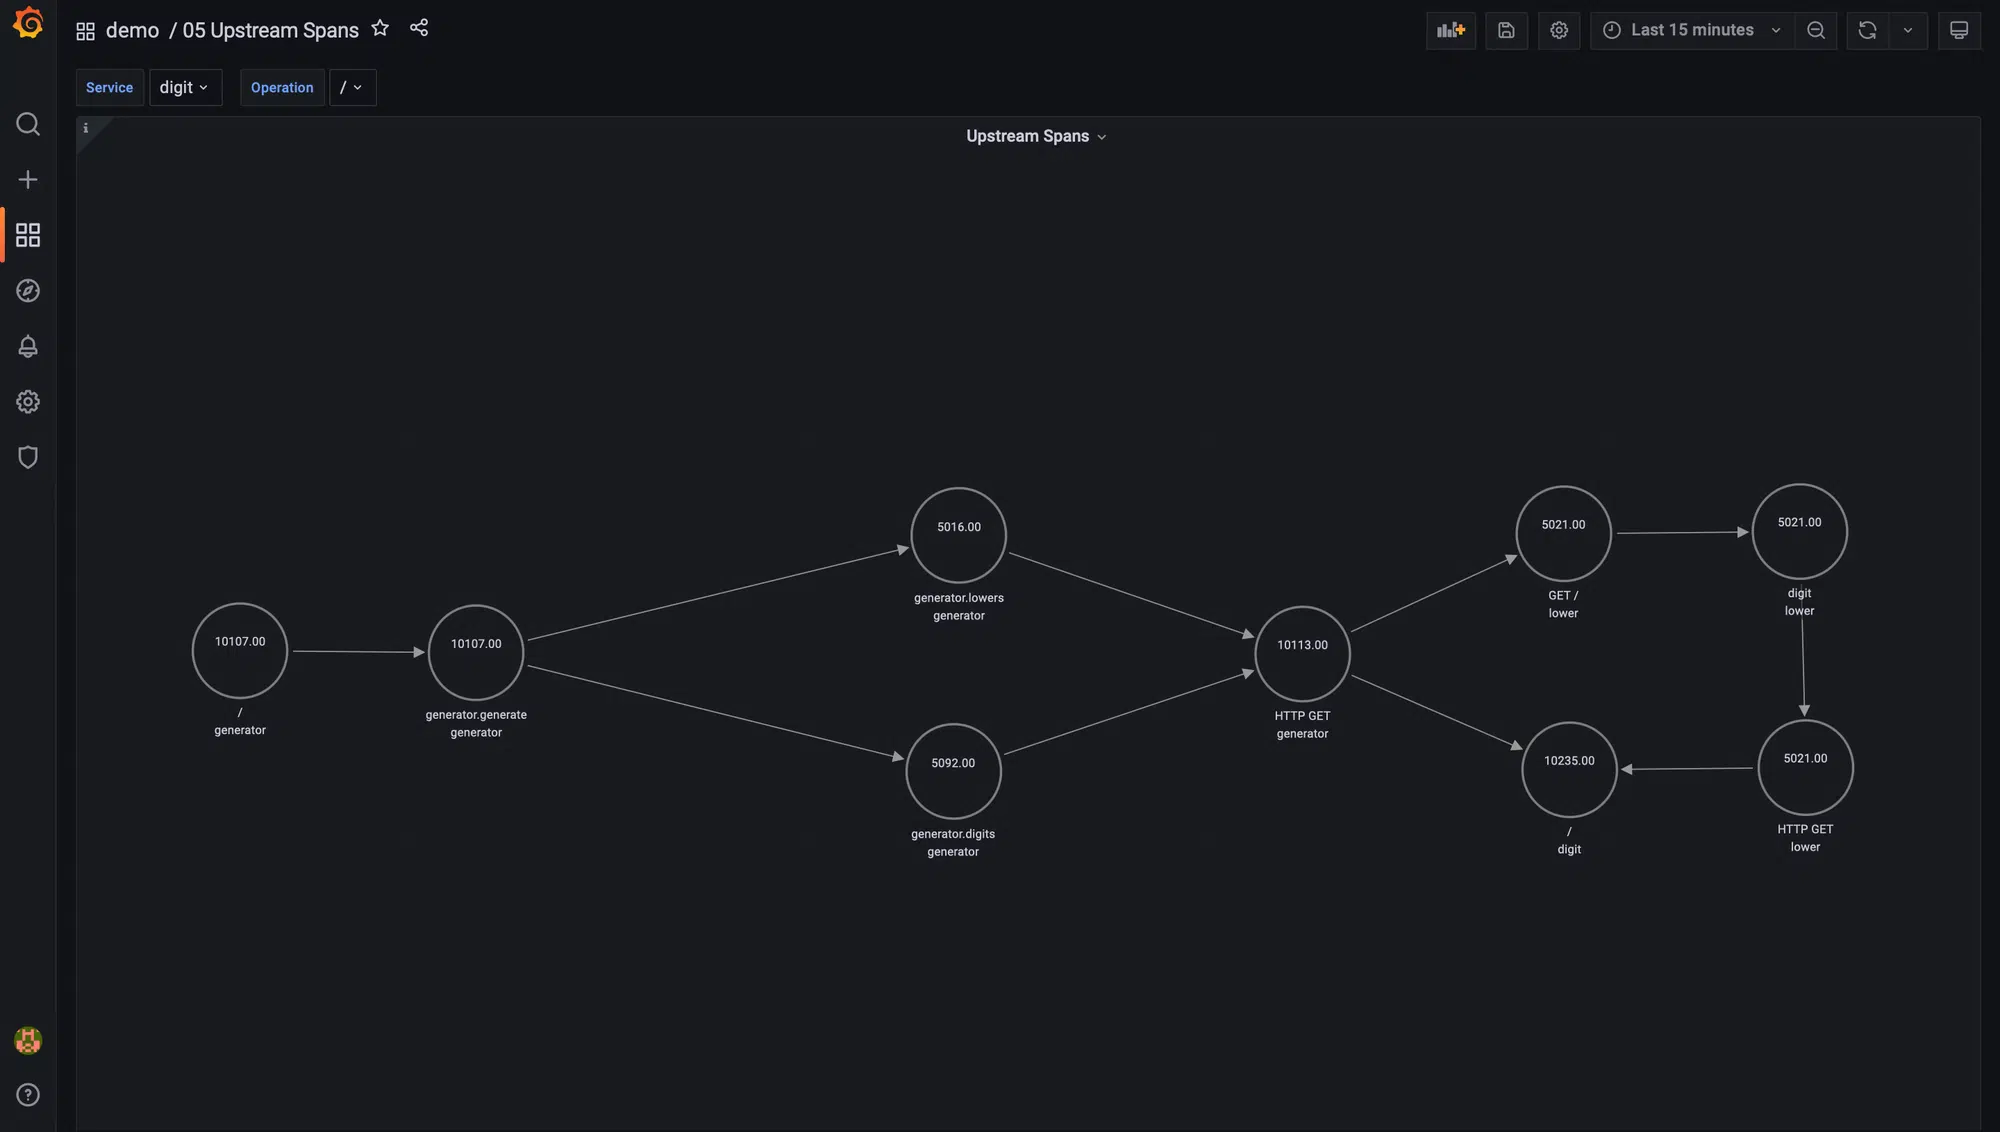 demo / 05 Upstream Spans
Last 15 minutes
Service digit Operation /
i
Upstream Spans
10107.00
/
generator
10107.00
generator.generate
generator
5016.00
generator.lowers
generator
5092.00
generator.digits
generator
10113.00
HTTP GET
generator
5021.00
GET /
lower
5021.00
digit
lower
10235.00
/
digit
5021.00
HTTP GET
lower